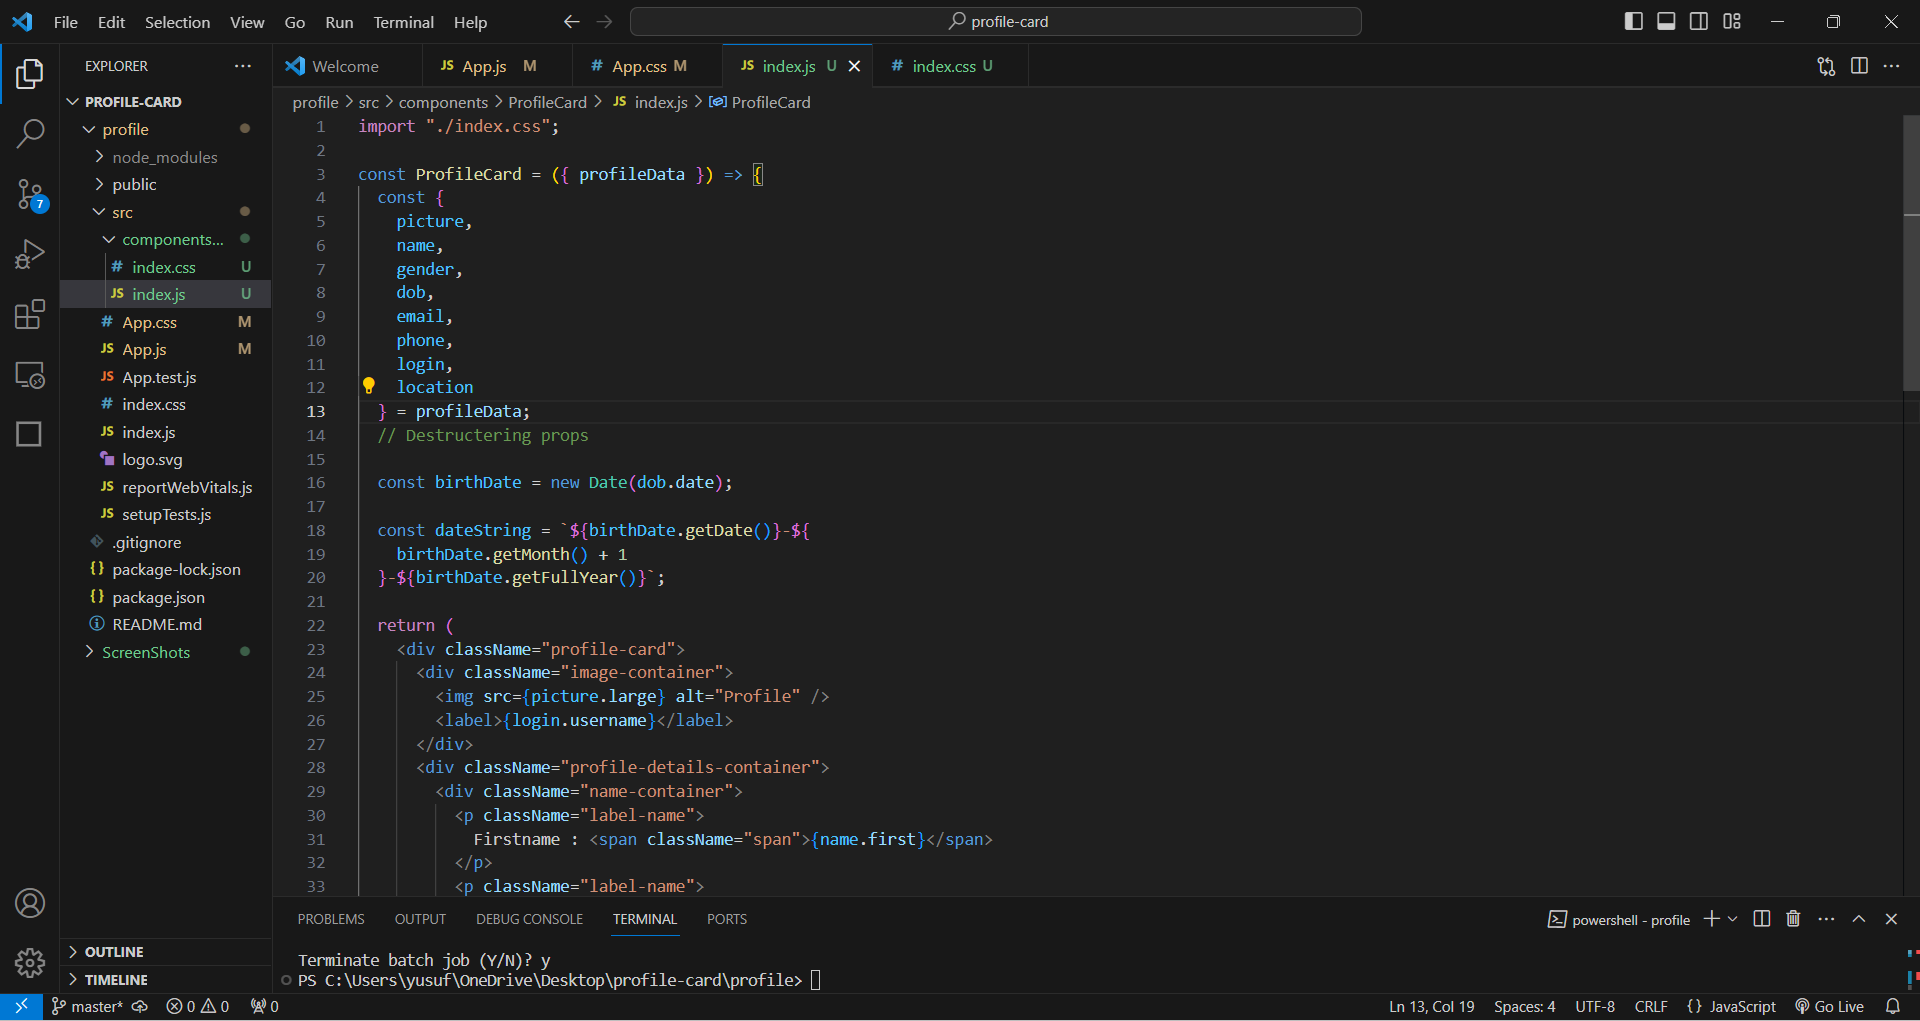 File Edit Selection View Go Run Terminal Help
profile-card
EXPLORER
PROFILE-CARD
profile
node_modules
public
src
components...
index.css U
index.js U
App.css M
App.js M
App.test.js
index.css
index.js
logo.svg
reportWebVitals.js
setupTests.js
.gitignore
package-lock.json
package.json
README.md
ScreenShots
OUTLINE
TIMELINE
7
Welcome
JS App.js M
# App.css M
JS index.js U
# index.css U
profile > src > components > ProfileCard > JS index.js > ProfileCard
1 import "./index.css";
2
3 const ProfileCard = ({ profileData }) => {
4 const {
5 picture,
6 name,
7 gender,
8 dob,
9 email,
10 phone,
11 login,
12 location
13 } = profileData;
14 // Destructering props
15
16 const birthDate = new Date(dob.date);
17
18 const dateString = `${birthDate.getDate()}-${
19 birthDate.getMonth() + 1
20 }-${birthDate.getFullYear()}`;
21
22 return (
23 <div className="profile-card">
24 <div className="image-container">
25 <img src={picture.large} alt="Profile" />
26 <label>{login.username}</label>
27 </div>
28 <div className="profile-details-container">
29 <div className="name-container">
30 <p className="label-name">
31 Firstname : <span className="span">{name.first}</span>
32 </p>
33 <p className="label-name">
PROBLEMS OUTPUT DEBUG CONSOLE TERMINAL PORTS
powershell - profile
Terminate batch job (Y/N)? y
PS C:\Users\yusuf\OneDrive\Desktop\profile-card\profile>
master* 0 0 0
Ln 13, Col 19 Spaces: 4 UTF-8 CRLF {} JavaScript Go Live